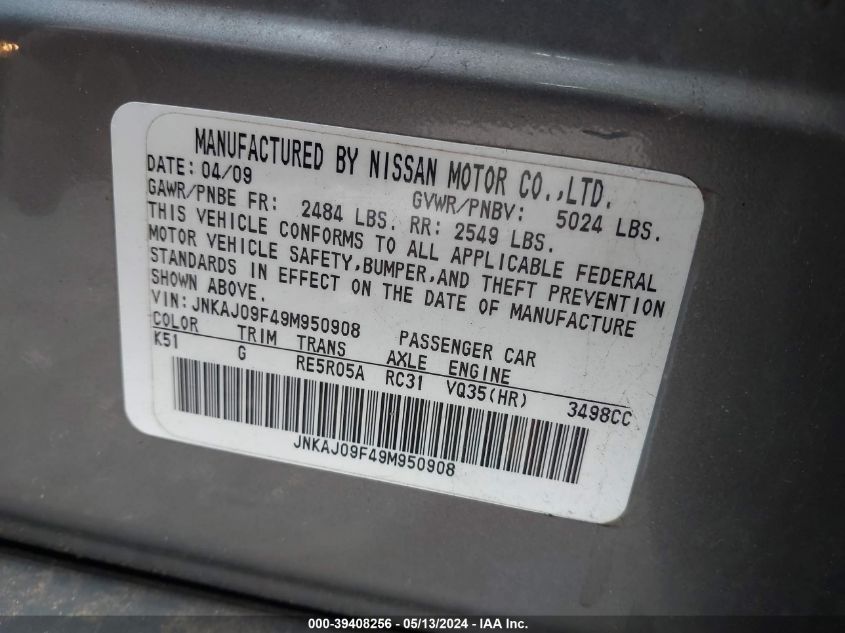 MANUFACTURED BY NISSAN MOTOR CO.,LTD.
DATE: 04/09 GVWR/PNBV: 5024 LBS.
GAWR/PNBE FR: 2484 LBS. RR: 2549 LBS.
THIS VEHICLE CONFORMS TO ALL APPLICABLE FEDERAL
MOTOR VEHICLE SAFETY,BUMPER,AND THEFT PREVENTION
STANDARDS IN EFFECT ON THE DATE OF MANUFACTURE
SHOWN ABOVE.
VIN:JNKAJ09F49M950908 PASSENGER CAR
COLOR TRIM TRANS AXLE ENGINE
K51 G RE5R05A RC31 VQ35(HR) 3498CC
JNKAJ09F49M950908
000-39408256 - 05/13/2024 - IAA Inc.